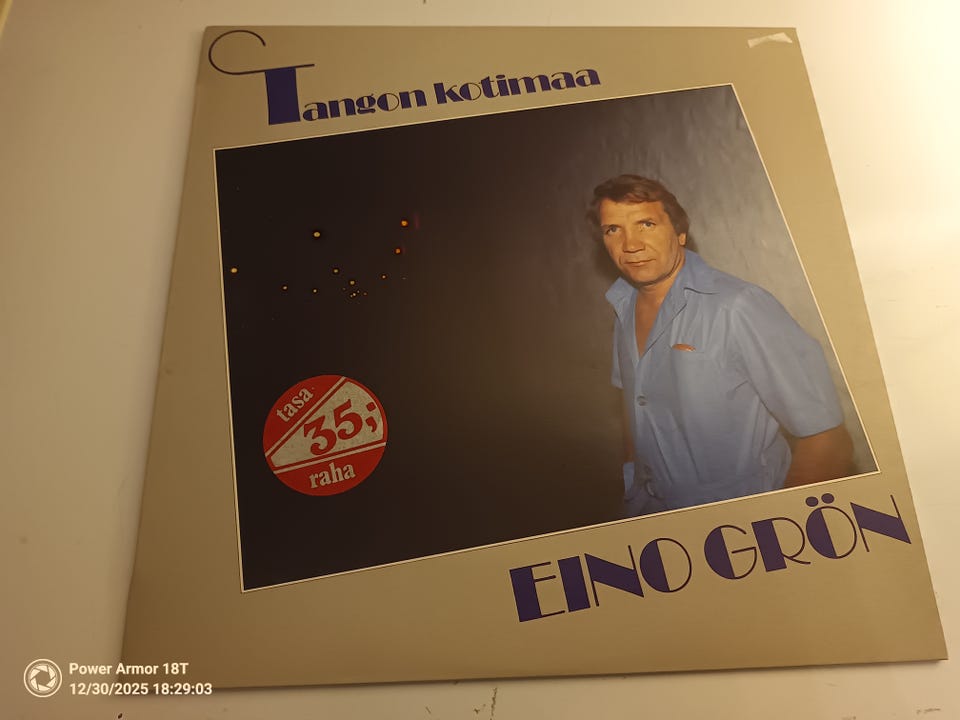 Tangon kotimaa
tasa
35;
raha
EINO GRÖN
Power Armor 18T
12/30/2025 18:29:03